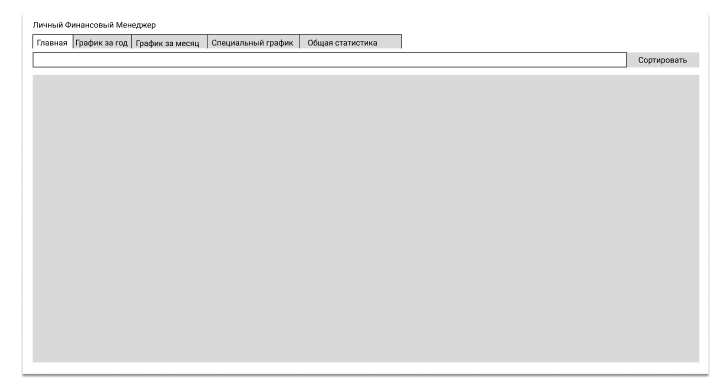 Личный Финансовый Менеджер
Главная График за год График за месяц Специальный график Общая статистика
Сортировать